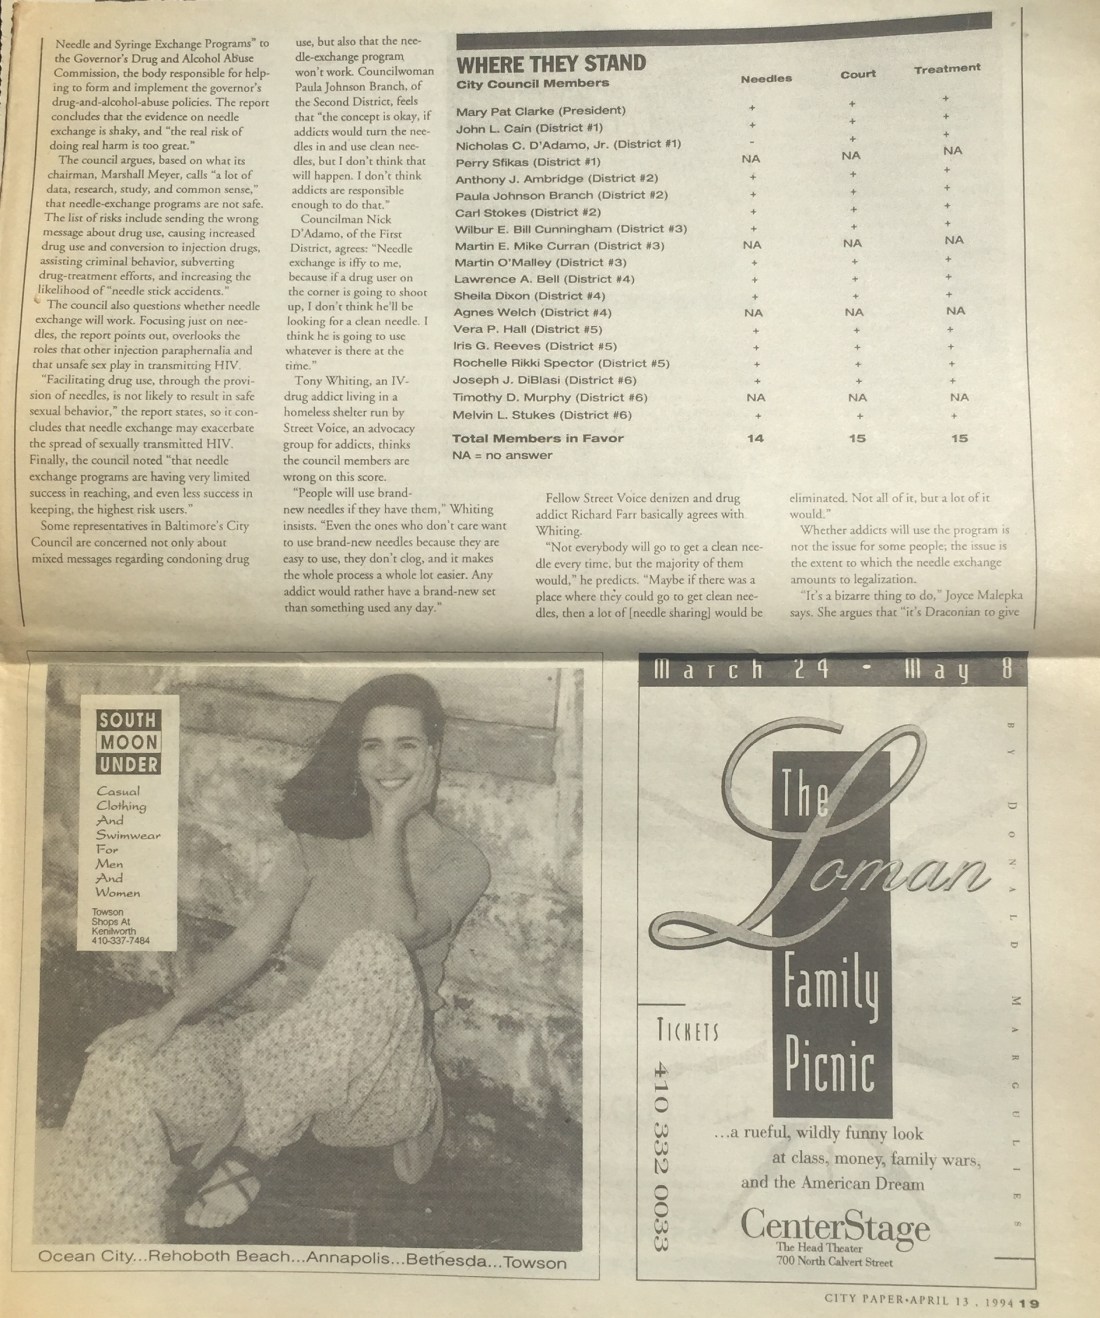 Needle and Syringe Exchange Programs" to
the Governor's Drug and Alcohol Abuse
Commission, the body responsible for help-
ing to form and implement the governor's
drug-and-alcohol-abuse policies. The report
concludes that the evidence on needle
exchange is shaky, and "the real risk of
doing real harm is too great."
The council argues, based on what its
chairman, Marshall Meyer, calls "a lot of
data, research, study, and common sense,"
that needle-exchange programs are not safe.
The list of risks include sending the wrong
message about drug use, causing increased
drug use and conversion to injection drugs,
assisting criminal behavior, subverting
drug-treatment efforts, and increasing the
likelihood of "needle stick accidents."
The council also questions whether needle
exchange will work. Focusing just on nee-
dles, the report points out, overlooks the
roles that other injection paraphernalia and
that unsafe sex play in transmitting HIV.
"Facilitating drug use, through the provi-
sion of needles, is not likely to result in safe
sexual behavior," the report states, so it con-
cludes that needle exchange may exacerbate
the spread of sexually transmitted HIV.
Finally, the council noted "that needle
exchange programs are having very limited
success in reaching, and even less success in
keeping, the highest risk users."
Some representatives in Baltimore's City
Council are concerned not only about
mixed messages regarding condoning drug
use, but also that the nee-
dle-exchange program
won't work. Councilwoman
Paula Johnson Branch, of
the Second District, feels
that "the concept is okay, if
addicts would turn the nee-
dles in and use clean nee-
dles, but I don't think that
will happen. I don't think
addicts are responsible
enough to do that."
Councilman Nick
D'Adamo, of the First
District, agrees: "Needle
exchange is iffy to me,
because if a drug user on
the corner is going to shoot
up, I don't think he'll be
looking for a clean needle. I
think he is going to use
whatever is there at the
time."
Tony Whiting, an IV-
drug addict living in a
homeless shelter run by
Street Voice, an advocacy
group for addicts, thinks
the council members are
wrong on this score.
"People will use brand-
new needles if they have them," Whiting
insists. "Even the ones who don't care want
to use brand-new needles because they are
easy to use, they don't clog, and it makes
the whole process a whole lot easier. Any
addict would rather have a brand-new set
than something used any day."
WHERE THEY STAND
City Council Members Needles Court Treatment
Mary Pat Clarke (President) + + +
John L. Cain (District #1) + + +
Nicholas C. D'Adamo, Jr. (District #1) - + +
Perry Sfikas (District #1) NA NA NA
Anthony J. Ambridge (District #2) + + +
Paula Johnson Branch (District #2) + + +
Carl Stokes (District #2) + + +
Wilbur E. Bill Cunningham (District #3) + + +
Martin E. Mike Curran (District #3) NA NA NA
Martin O'Malley (District #3) + + +
Lawrence A. Bell (District #4) + + +
Sheila Dixon (District #4) + + +
Agnes Welch (District #4) NA NA NA
Vera P. Hall (District #5) + + +
Iris G. Reeves (District #5) + + +
Rochelle Rikki Spector (District #5) + + +
Joseph J. DiBlasi (District #6) + + +
Timothy D. Murphy (District #6) NA NA NA
Melvin L. Stukes (District #6) + + +
Total Members in Favor 14 15 15
NA = no answer
Fellow Street Voice denizen and drug
addict Richard Farr basically agrees with
Whiting.
"Not everybody will go to get a clean nee-
dle every time, but the majority of them
would," he predicts. "Maybe if there was a
place where they could go to get clean nee-
dles, then a lot of [needle sharing] would be
eliminated. Not all of it, but a lot of it
would."
Whether addicts will use the program is
not the issue for some people; the issue is
the extent to which the needle exchange
amounts to legalization.
"It's a bizarre thing to do," Joyce Malepka
says. She argues that "it's Draconian to give
SOUTH
MOON
UNDER
Casual
Clothing
And
Swimwear
For
Men
And
Women
Towson
Shops At
Kenilworth
410-337-7484
Ocean City...Rehoboth Beach...Annapolis...Bethesda...Towson
March 24 - May 8
The
Loman
Family
Picnic
BY DONALD MARGULIES
TICKETS
410 332 0033
...a rueful, wildly funny look
at class, money, family wars,
and the American Dream
CenterStage
The Head Theater
700 North Calvert Street
CITY PAPER•APRIL 13, 1994 19